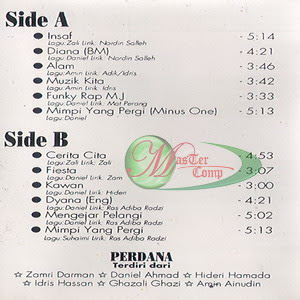 Side A
Insaf - 5:14
Lagu: Zali Lirik: Nordin Salleh
Diana (BM) - 4:21
Lagu: Daniel Lirik: Nordin Salleh
Alam - 3:46
Lagu: Amin Lirik: Adik/Idris
Muzik Kita - 3:42
Lagu: Amin Lirik: Idris
Funky Rap M.J - 3:33
Lagu: Daniel Lirik: Mat Perang
Mimpi Yang Pergi (Minus One) - 5:13
Lagu: Daniel
Side B
Cerita Cita - 4:53
Lagu: Zali Lirik: Zali
Fiesta - 3:07
Lagu: Daniel Lirik: Zam
Kawan - 3:00
Lagu: Daniel Lirik: Hideri
Dyana (Eng) - 4:21
Lagu: Daniel Lirik: Ras Adiba Radzi
Mengejar Pelangi - 5:02
Lagu: Daniel Lirik: Ras Adiba Radzi
Mimpi Yang Pergi - 5:13
Lagu: Suhaimi Lirik: Ras Adiba Radzi
MasTer Comp
PERDANA
Terdiri dari
☆ Zamri Darman ☆ Daniel Ahmad ☆ Hideri Hamada
☆ Idris Hassan ☆ Ghazali Ghazi ☆ Amin Ainudin